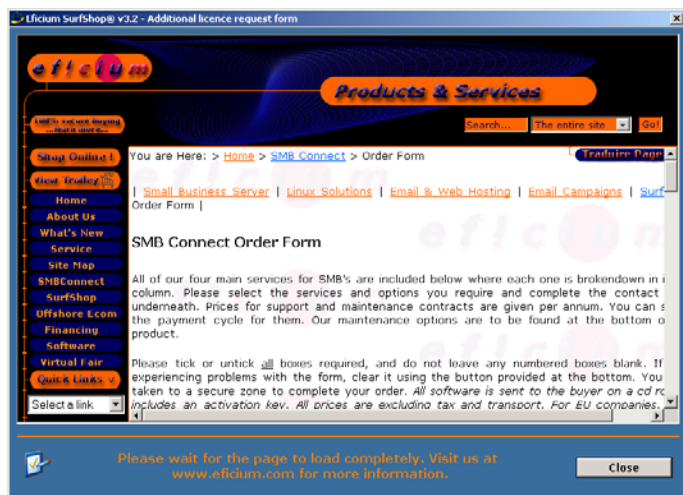 Eficium SurfShop® v3.2 - Additional licence request form
eficium
Products & Services
100% secure buying
...learn more...
Search...
The entire site
Go!
Shop Online !
You are Here: > Home > SMB Connect > Order Form
Traduire Page
View Trolley
| Small Business Server | Linux Solutions | Email & Web Hosting | Email Campaigns | Surf
Order Form |
Home
About Us
What's New
Service
Site Map
SMBConnect
SurfShop
Offshore Ecom
Financing
Software
Virtual Fair
Quick Links v
Select a link
SMB Connect Order Form
All of our four main services for SMB's are included below where each one is brokendown in i
column. Please select the services and options you require and complete the contact
underneath. Prices for support and maintenance contracts are given per annum. You can s
the payment cycle for them. Our maintenance options are to be found at the bottom o
product.
Please tick or untick all boxes required, and do not leave any numbered boxes blank. If
experiencing problems with the form, clear it using the button provided at the bottom. You
taken to a secure zone to complete your order. All software is sent to the buyer on a cd ro
includes an activation key. All prices are excluding tax and transport. For EU companies,
Please wait for the page to load completely. Visit us at
www.eficium.com for more information.
Close